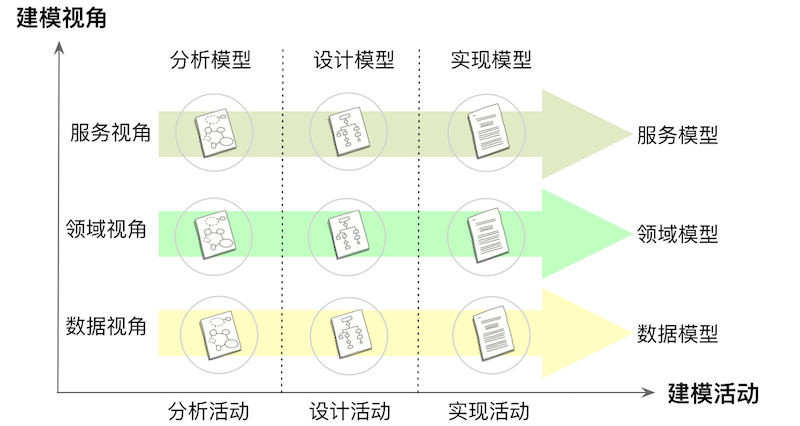 建模视角
分析模型
设计模型
实现模型
服务视角
服务模型
领域视角
领域模型
数据视角
数据模型
建模活动
分析活动
设计活动
实现活动